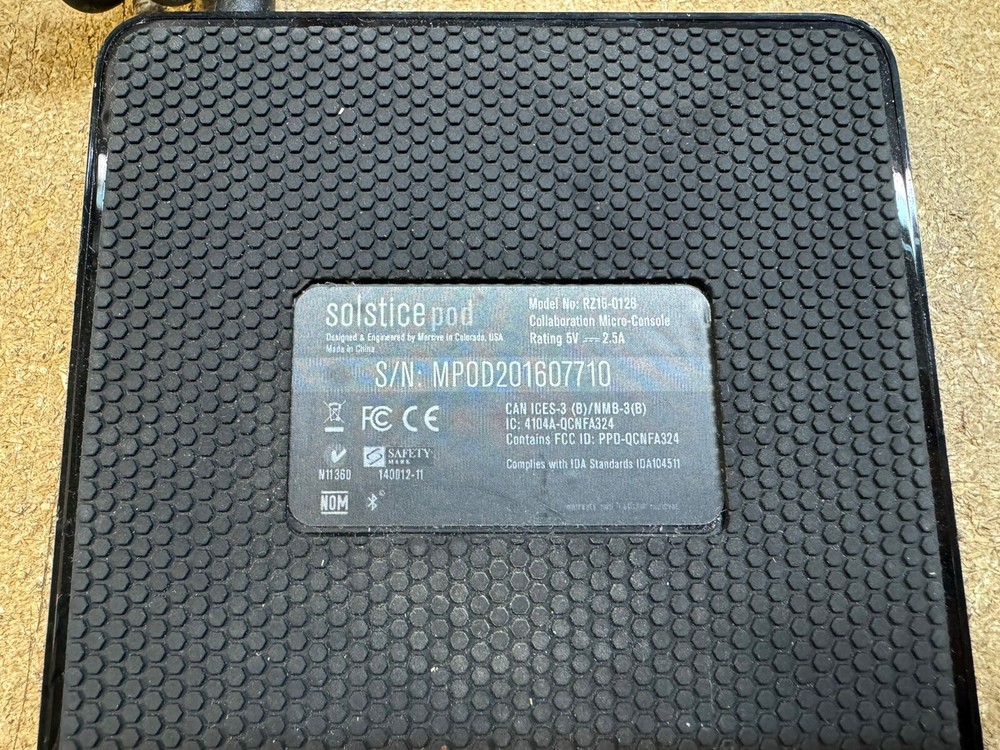 solstice pod
Designed & Engineered by Mersive in Colorado, USA
Made in China
Model No: RZ16-0128
Collaboration Micro-Console
Rating 5V ⎓ 2.5A
S/N: MPOD201607710
FC CE
CAN ICES-3 (B)/NMB-3(B)
IC: 4104A-QCNFA324
Contains FCC ID: PPD-QCNFA324
Complies with IDA Standards IDA104511
N11360
SAFETY
MARK
140012-11
NOM